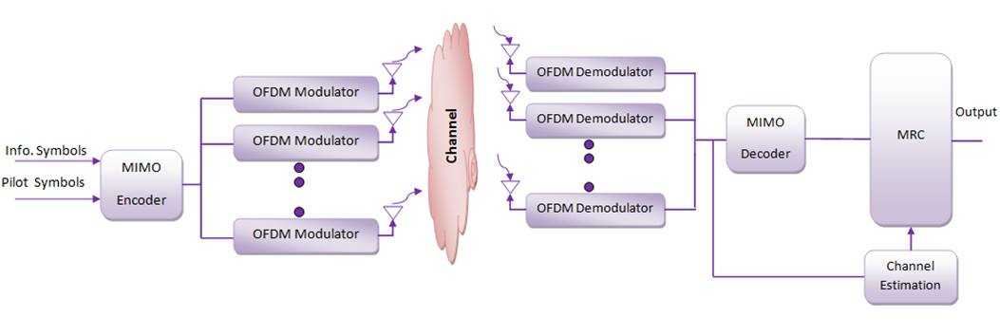 Info. Symbols
Pilot Symbols
MIMO
Encoder
OFDM Modulator
OFDM Modulator
OFDM Modulator
Channel
OFDM Demodulator
OFDM Demodulator
OFDM Demodulator
MIMO
Decoder
MRC
Output
Channel
Estimation